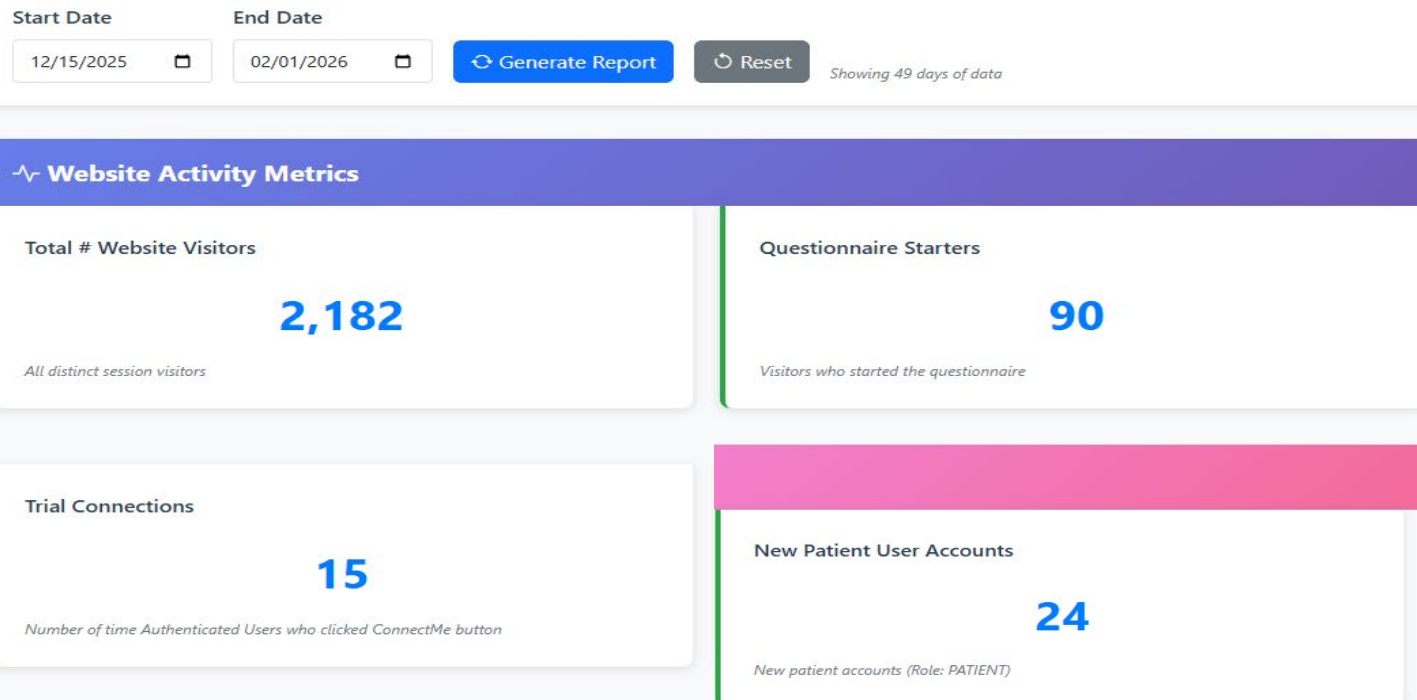 Start Date
End Date
12/15/2025
02/01/2026
Generate Report
Reset
Showing 49 days of data
Website Activity Metrics
Total # Website Visitors
2,182
All distinct session visitors
Questionnaire Starters
90
Visitors who started the questionnaire
Trial Connections
15
Number of time Authenticated Users who clicked ConnectMe button
New Patient User Accounts
24
New patient accounts (Role: PATIENT)